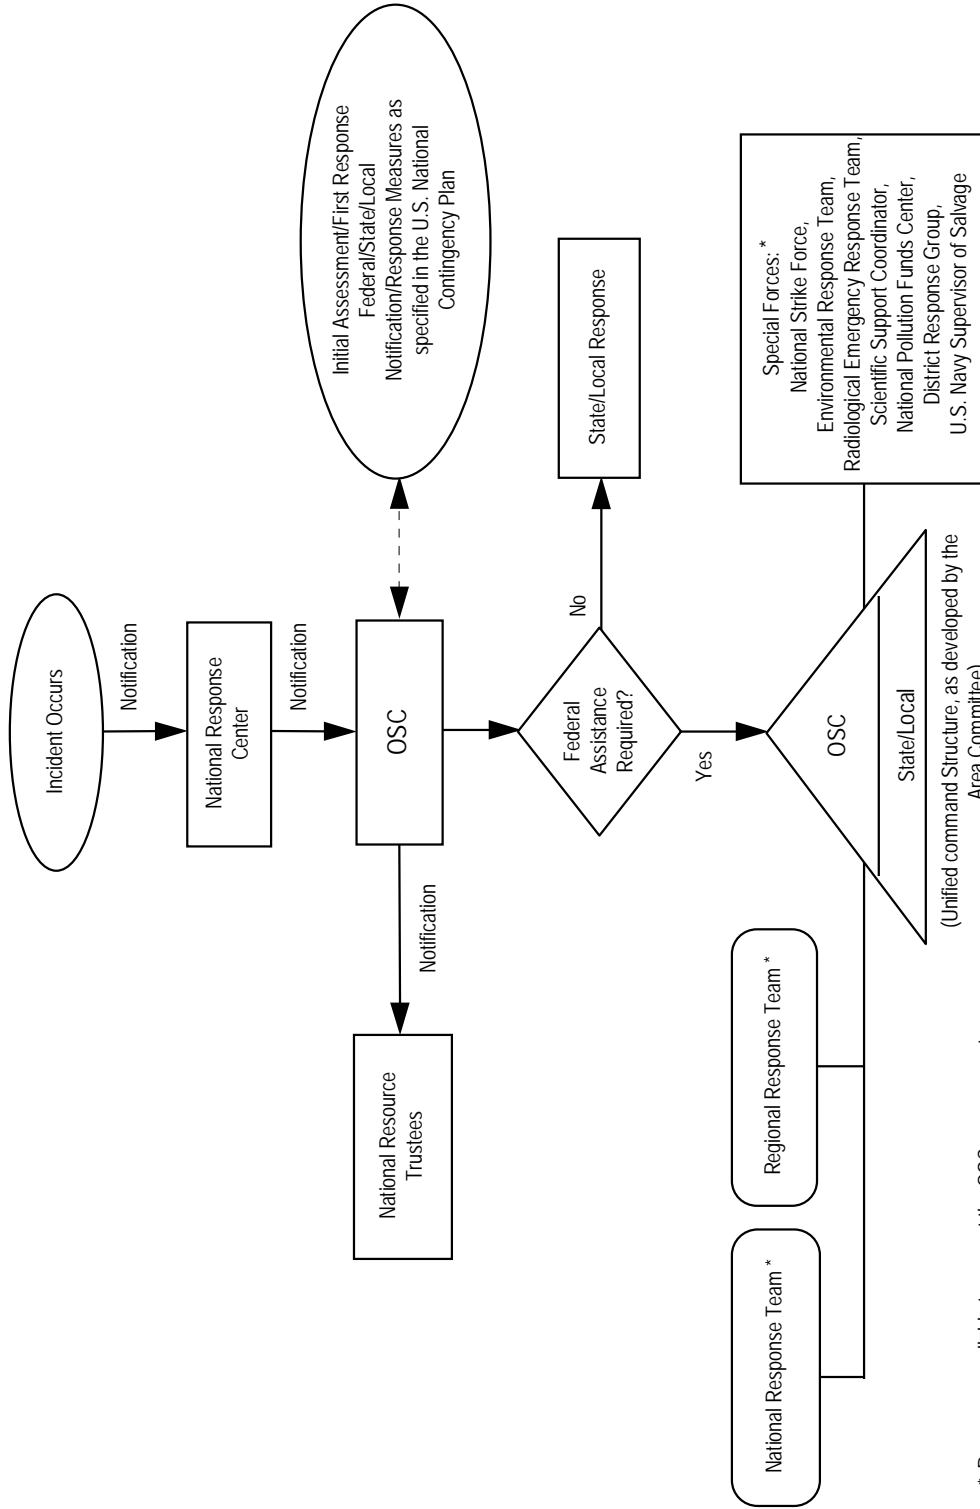 Incident Occurs
Notification
National Response
Center
Notification
OSC
Initial Assessment/First Response
Federal/State/Local
Notification/Response Measures as
specified in the U.S. National
Contingency Plan
Notification
National Resource
Trustees
Federal
Assistance
Required?
No
State/Local Response
Yes
OSC
State/Local
(Unified command Structure, as developed by the
Area Committee)
Special Forces: *
National Strike Force,
Environmental Response Team,
Radiological Emergency Response Team,
Scientific Support Coordinator,
National Pollution Funds Center,
District Response Group,
U.S. Navy Supervisor of Salvage
Regional Response Team *
National Response Team *